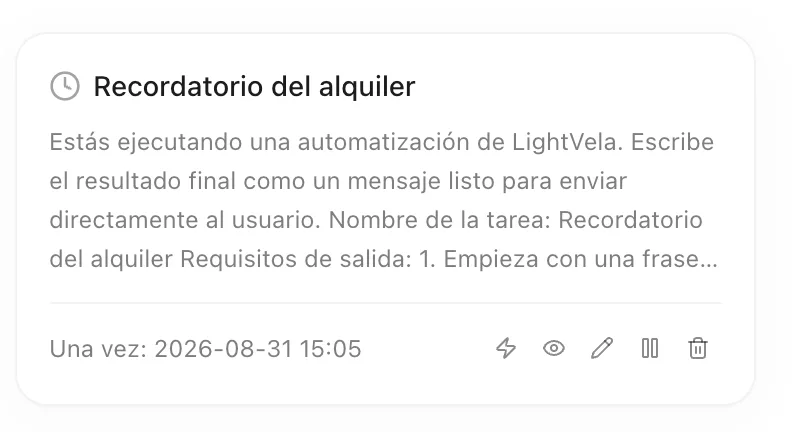 Recordatorio del alquiler
Estás ejecutando una automatización de LightVela. Escribe
el resultado final como un mensaje listo para enviar
directamente al usuario. Nombre de la tarea: Recordatorio
del alquiler Requisitos de salida: 1. Empieza con una frase...
Una vez: 2026-08-31 15:05